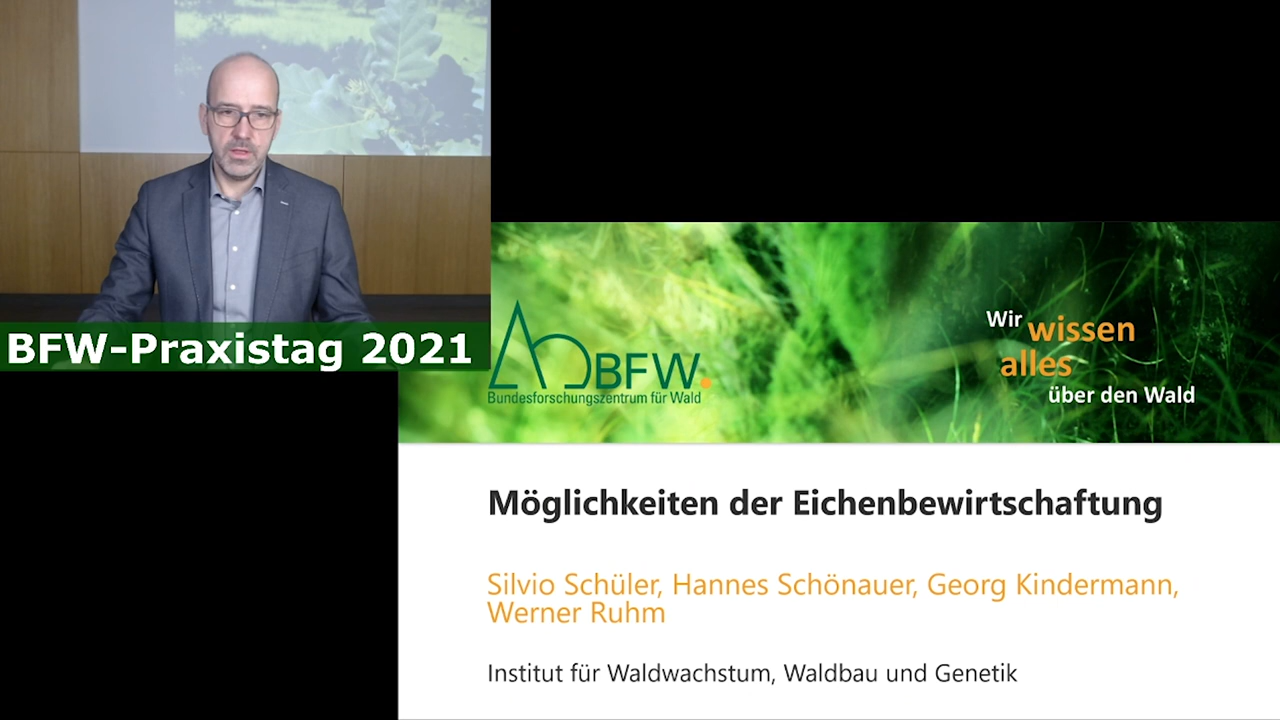 BFW-Praxistag 2021
BFW.
Bundesforschungszentrum für Wald
Wir wissen
alles
über den Wald
Möglichkeiten der Eichenbewirtschaftung
Silvio Schüler, Hannes Schönauer, Georg Kindermann,
Werner Ruhm
Institut für Waldwachstum, Waldbau und Genetik